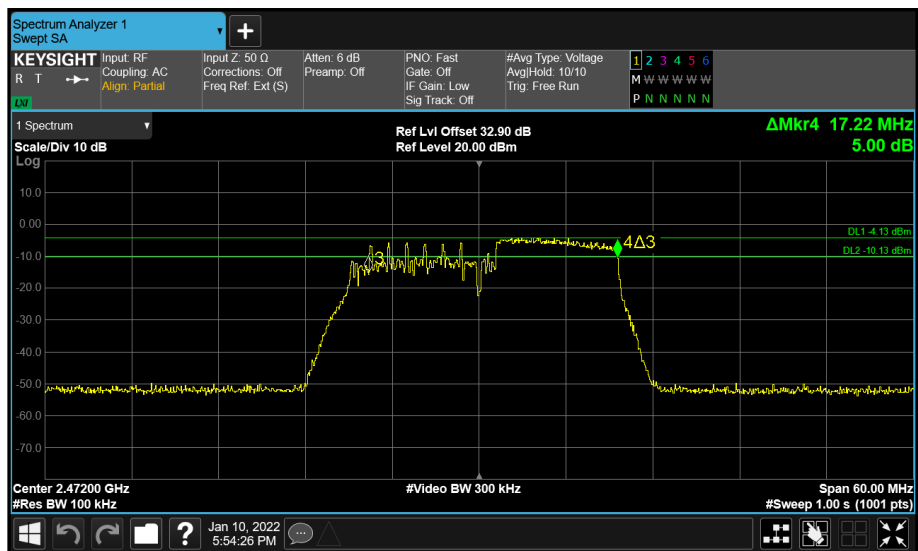 Spectrum Analyzer 1
Swept SA
+
KEYSIGHT
R T
LXI
Input: RF
Coupling: AC
Align: Partial
Input Z: 50 Ω
Corrections: Off
Freq Ref: Ext (S)
Atten: 6 dB
Preamp: Off
PNO: Fast
Gate: Off
IF Gain: Low
Sig Track: Off
#Avg Type: Voltage
Avg|Hold: 10/10
Trig: Free Run
1 2 3 4 5 6
M W W W W W
P N N N N N
1 Spectrum
Scale/Div 10 dB
Ref Lvl Offset 32.90 dB
Ref Level 20.00 dBm
ΔMkr4 17.22 MHz
5.00 dB
Log
10.0
0.00
DL1 -4.13 dBm
4Δ3
DL2 -10.13 dBm
-10.0
3
-20.0
-30.0
-40.0
-50.0
-60.0
-70.0
Center 2.47200 GHz
#Video BW 300 kHz
Span 60.00 MHz
#Res BW 100 kHz
#Sweep 1.00 s (1001 pts)
?
Jan 10, 2022
5:54:26 PM